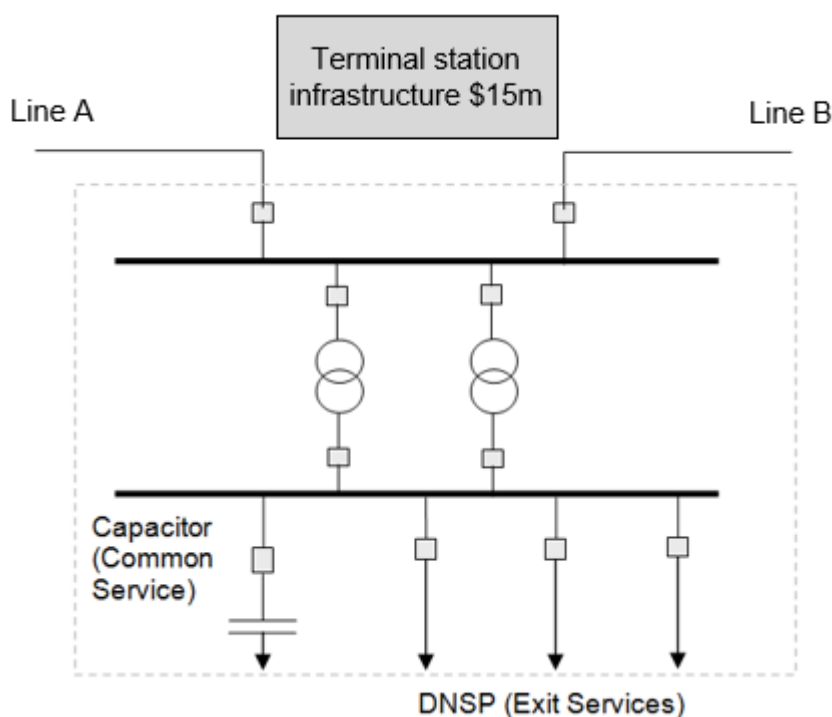 Terminal station
infrastructure $15m
Line A
Line B
Capacitor
(Common
Service)
DNSP (Exit Services)